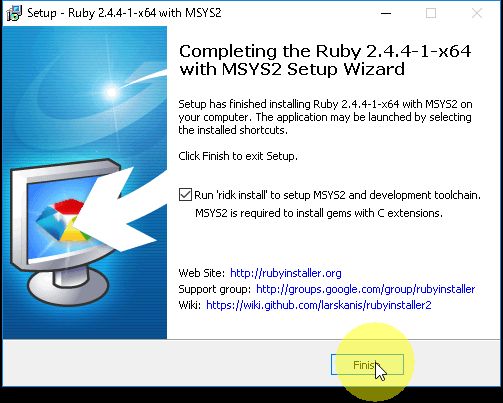 Setup - Ruby 2.4.4-1-x64 with MSYS2
Completing the Ruby 2.4.4-1-x64
with MSYS2 Setup Wizard
Setup has finished installing Ruby 2.4.4-1-x64 with MSYS2 on
your computer. The application may be launched by selecting
the installed shortcuts.
Click Finish to exit Setup.
Run 'ridk install' to setup MSYS2 and development toolchain.
MSYS2 is required to install gems with C extensions.
Web Site: http://rubyinstaller.org
Support group: http://groups.google.com/group/rubyinstaller
Wiki: https://wiki.github.com/larskanis/rubyinstaller2
Finish